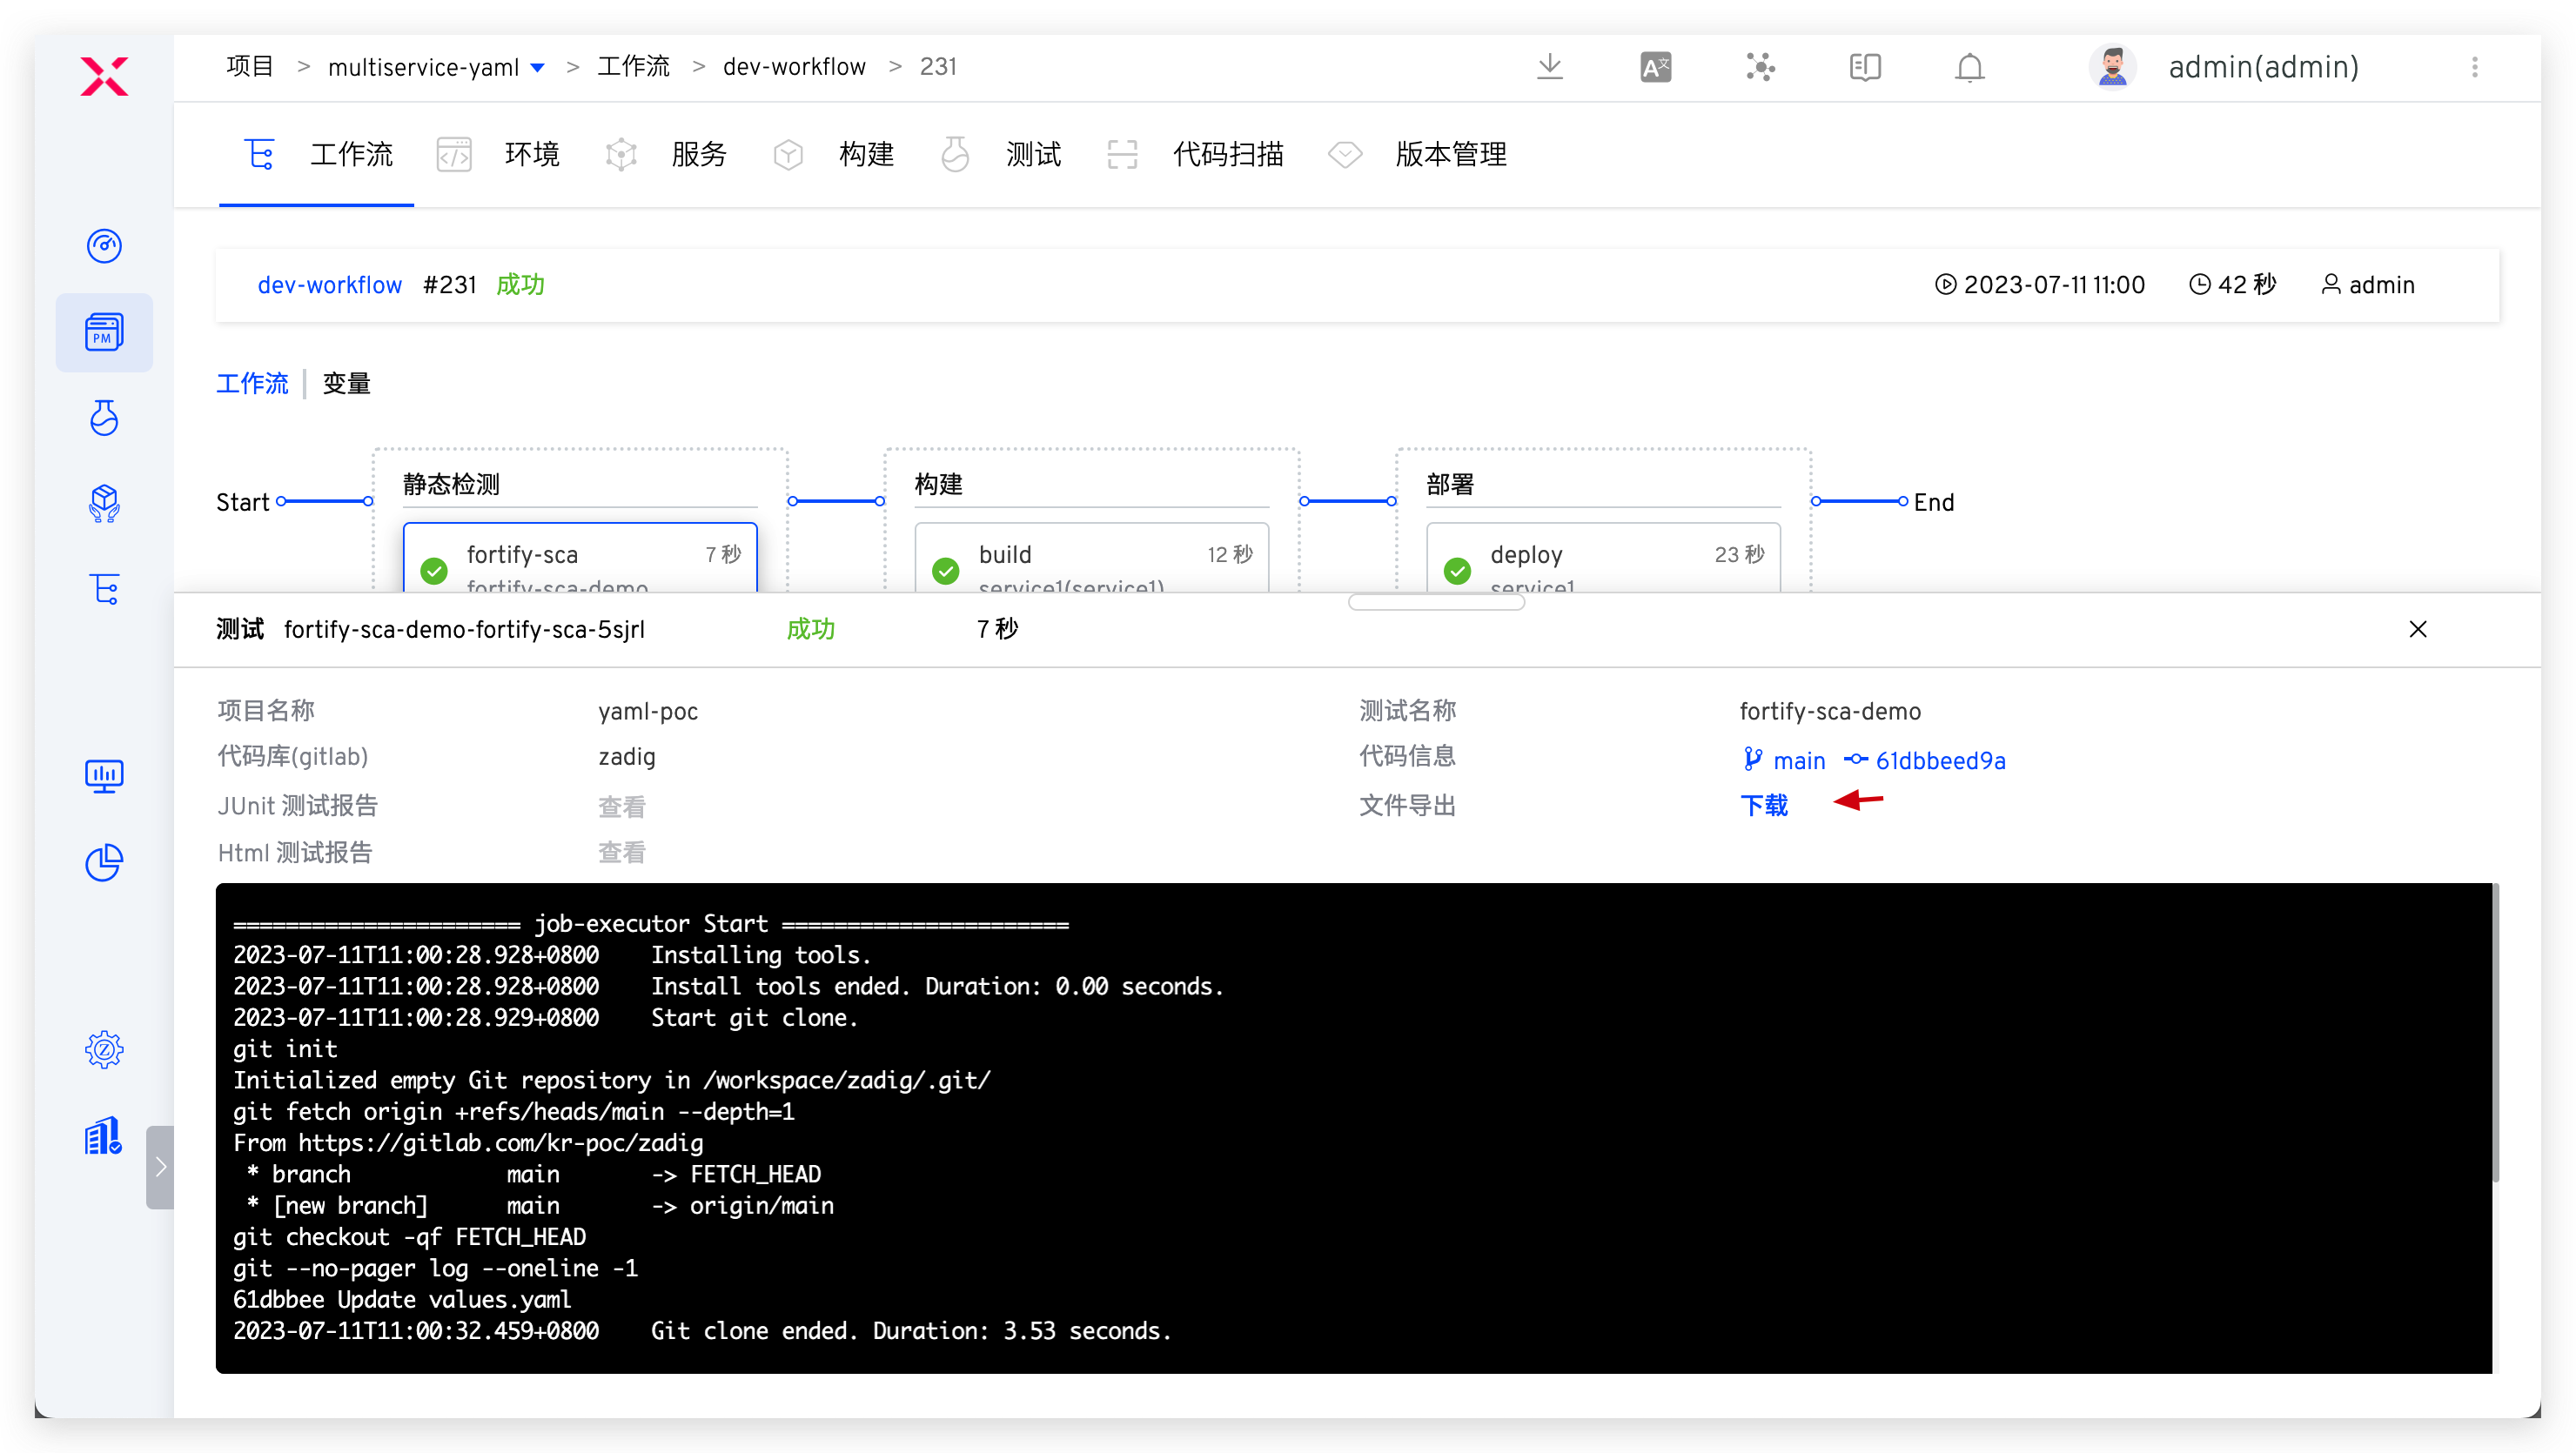 项目 > multiservice-yaml > 工作流 > dev-workflow > 231
A文
admin(admin)
工作流 环境 服务 构建 测试 代码扫描 版本管理
PM
dev-workflow #231 成功 2023-07-11 11:00 42 秒 admin
工作流 变量
Start 静态检测 构建 部署 End
fortify-sca 7 秒 build 12 秒 deploy 23 秒
fortify-sca-demo service1(service1) service1
测试 fortify-sca-demo-fortify-sca-5sjrl 成功 7 秒
项目名称 yaml-poc 测试名称 fortify-sca-demo
代码库(gitlab) zadig 代码信息 main 61dbbeed9a
JUnit 测试报告 查看 文件导出 下载
Html 测试报告 查看
====================== job-executor Start ======================
2023-07-11T11:00:28.928+0800 Installing tools.
2023-07-11T11:00:28.928+0800 Install tools ended. Duration: 0.00 seconds.
2023-07-11T11:00:28.929+0800 Start git clone.
git init
Initialized empty Git repository in /workspace/zadig/.git/
git fetch origin +refs/heads/main --depth=1
From https://gitlab.com/kr-poc/zadig
* branch main -> FETCH_HEAD
* [new branch] main -> origin/main
git checkout -qf FETCH_HEAD
git --no-pager log --oneline -1
61dbbee Update values.yaml
2023-07-11T11:00:32.459+0800 Git clone ended. Duration: 3.53 seconds.